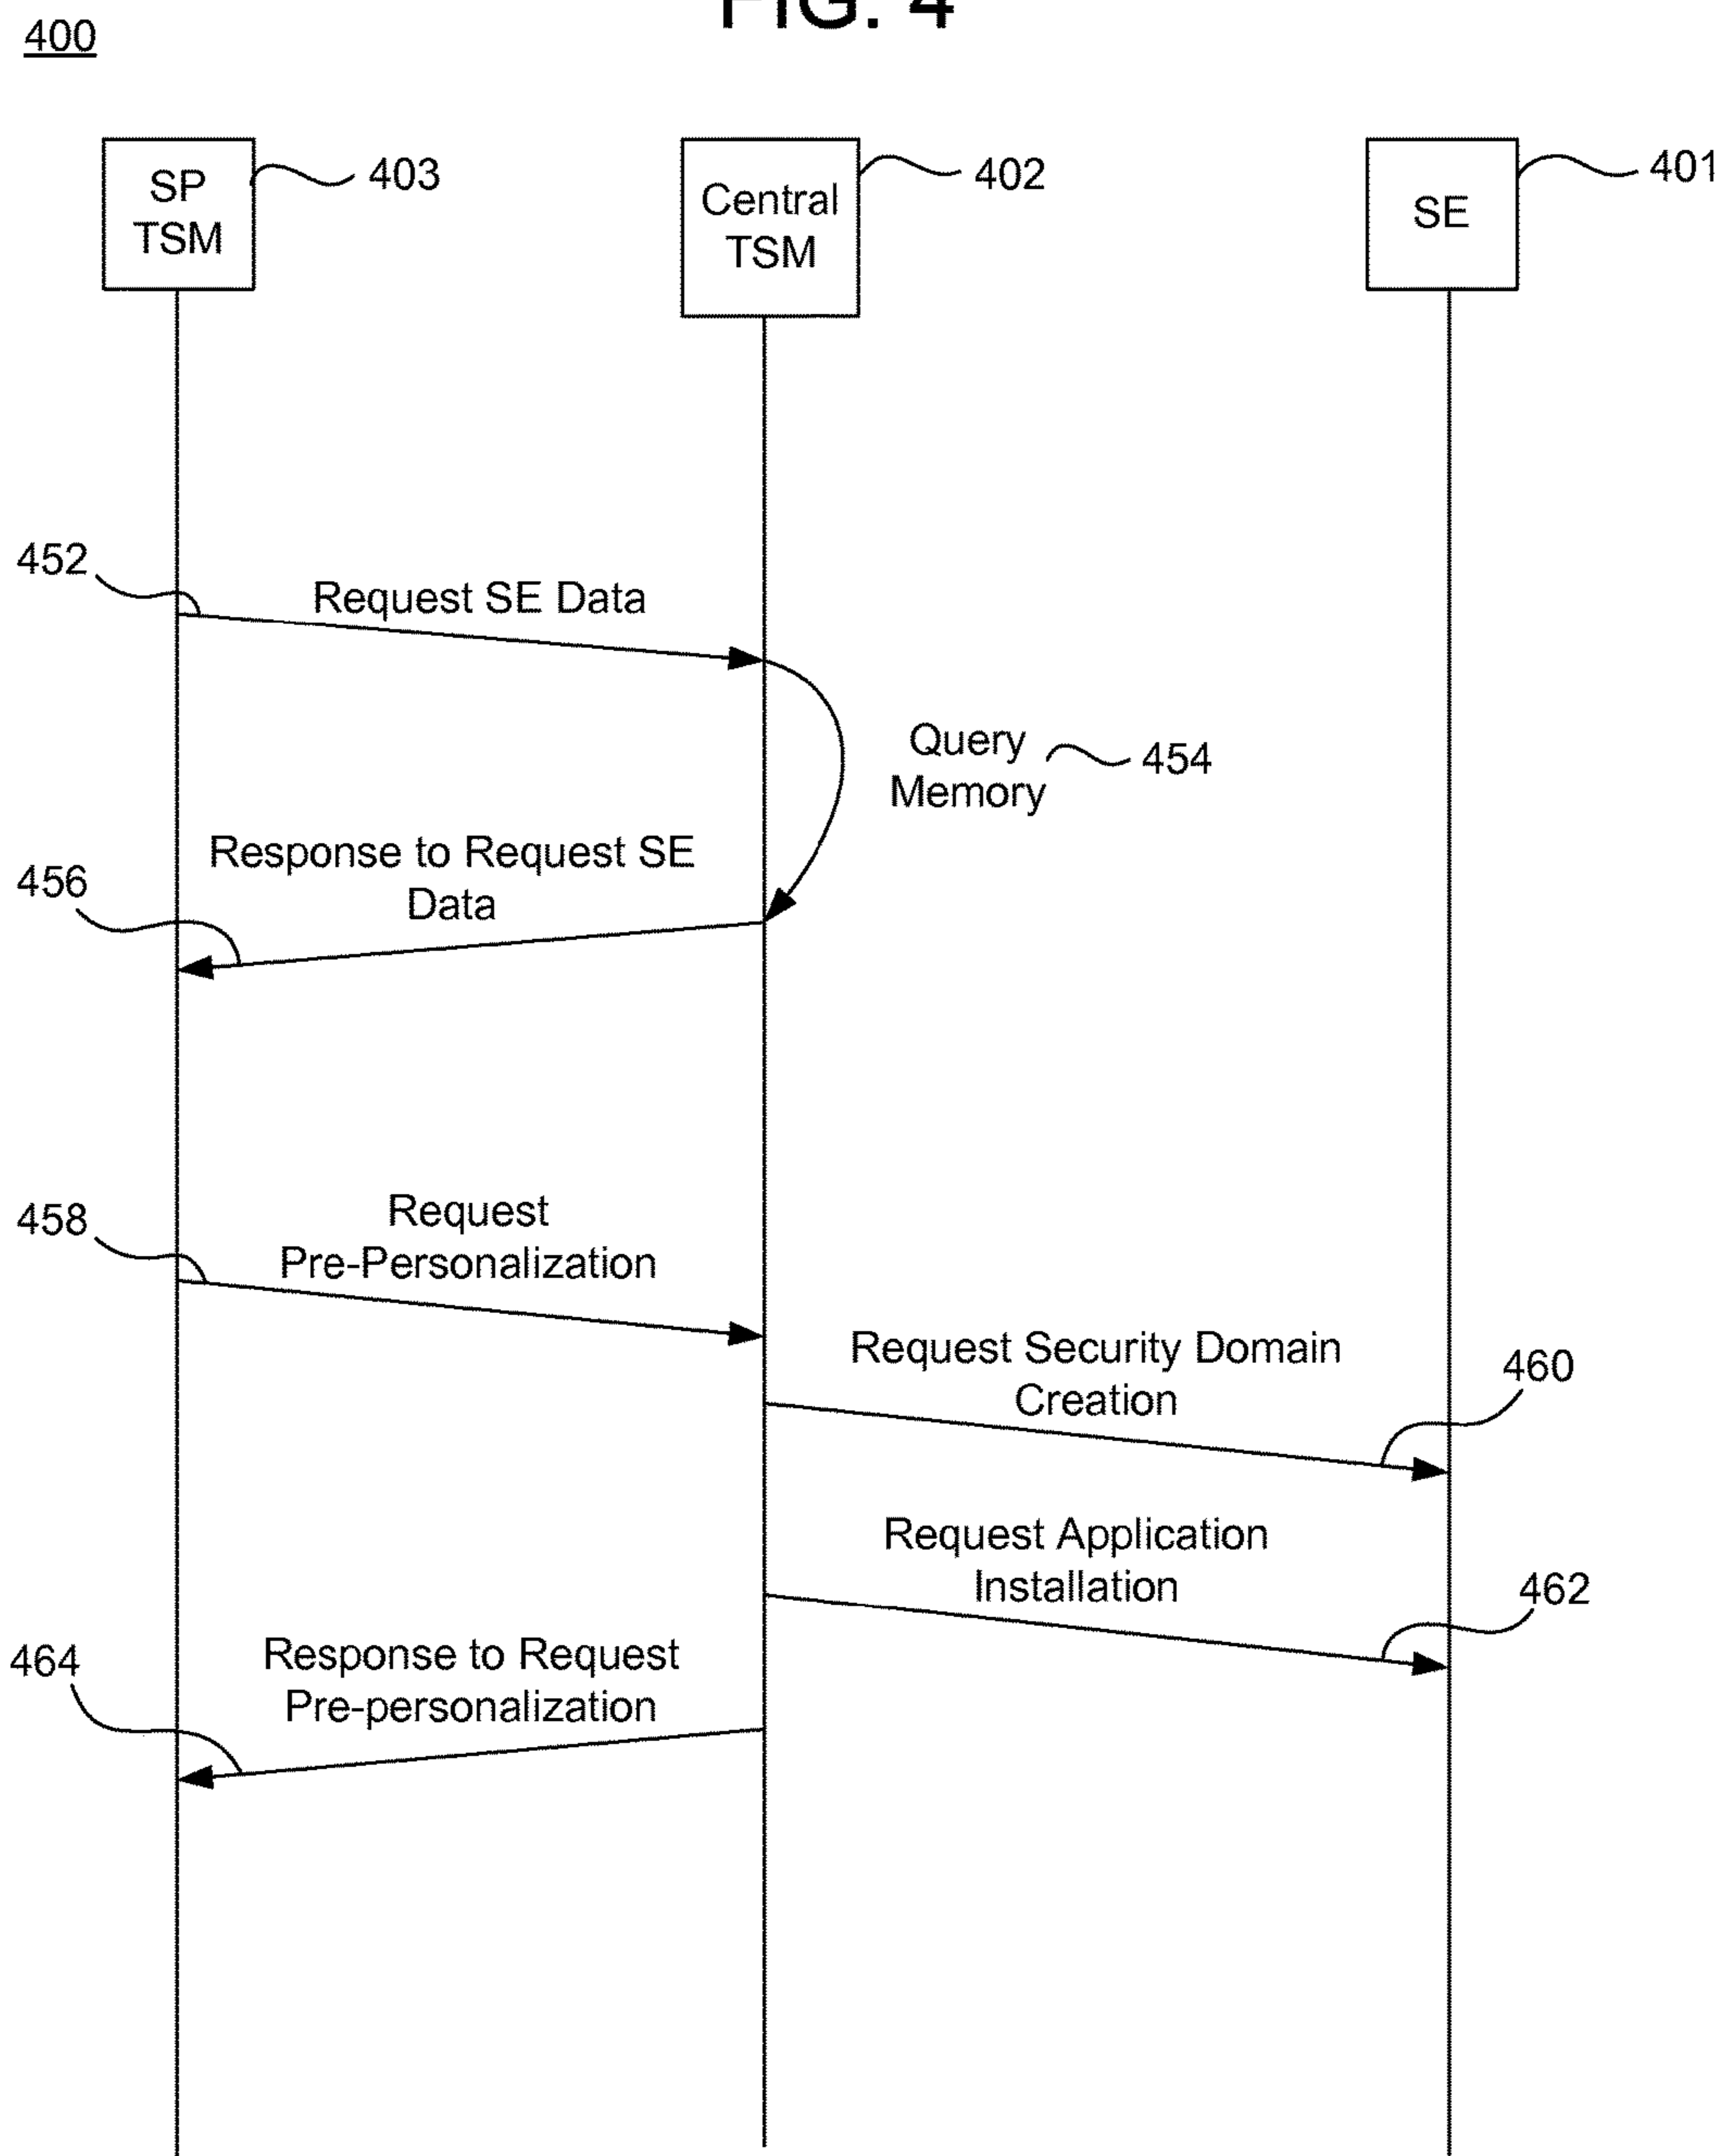 FIG. 4
400
SP
TSM
403
Central
TSM
402
SE
401
452
Request SE Data
Query
Memory
454
Response to Request SE
Data
456
458
Request
Pre-Personalization
Request Security Domain
Creation
460
Request Application
Installation
462
464
Response to Request
Pre-personalization